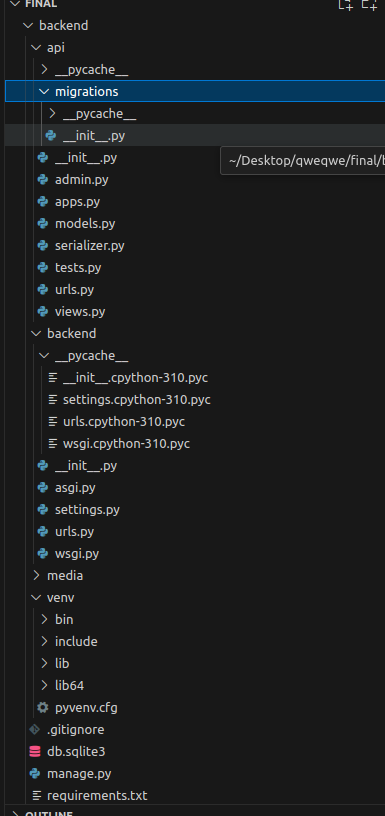 FINAL
backend
api
__pycache__
migrations
__pycache__
__init__.py
~/Desktop/qweqwe/final/b
__init__.py
admin.py
apps.py
models.py
serializer.py
tests.py
urls.py
views.py
backend
__pycache__
__init__.cpython-310.pyc
settings.cpython-310.pyc
urls.cpython-310.pyc
wsgi.cpython-310.pyc
__init__.py
asgi.py
settings.py
urls.py
wsgi.py
media
venv
bin
include
lib
lib64
pyvenv.cfg
.gitignore
db.sqlite3
manage.py
requirements.txt
OUTLINE